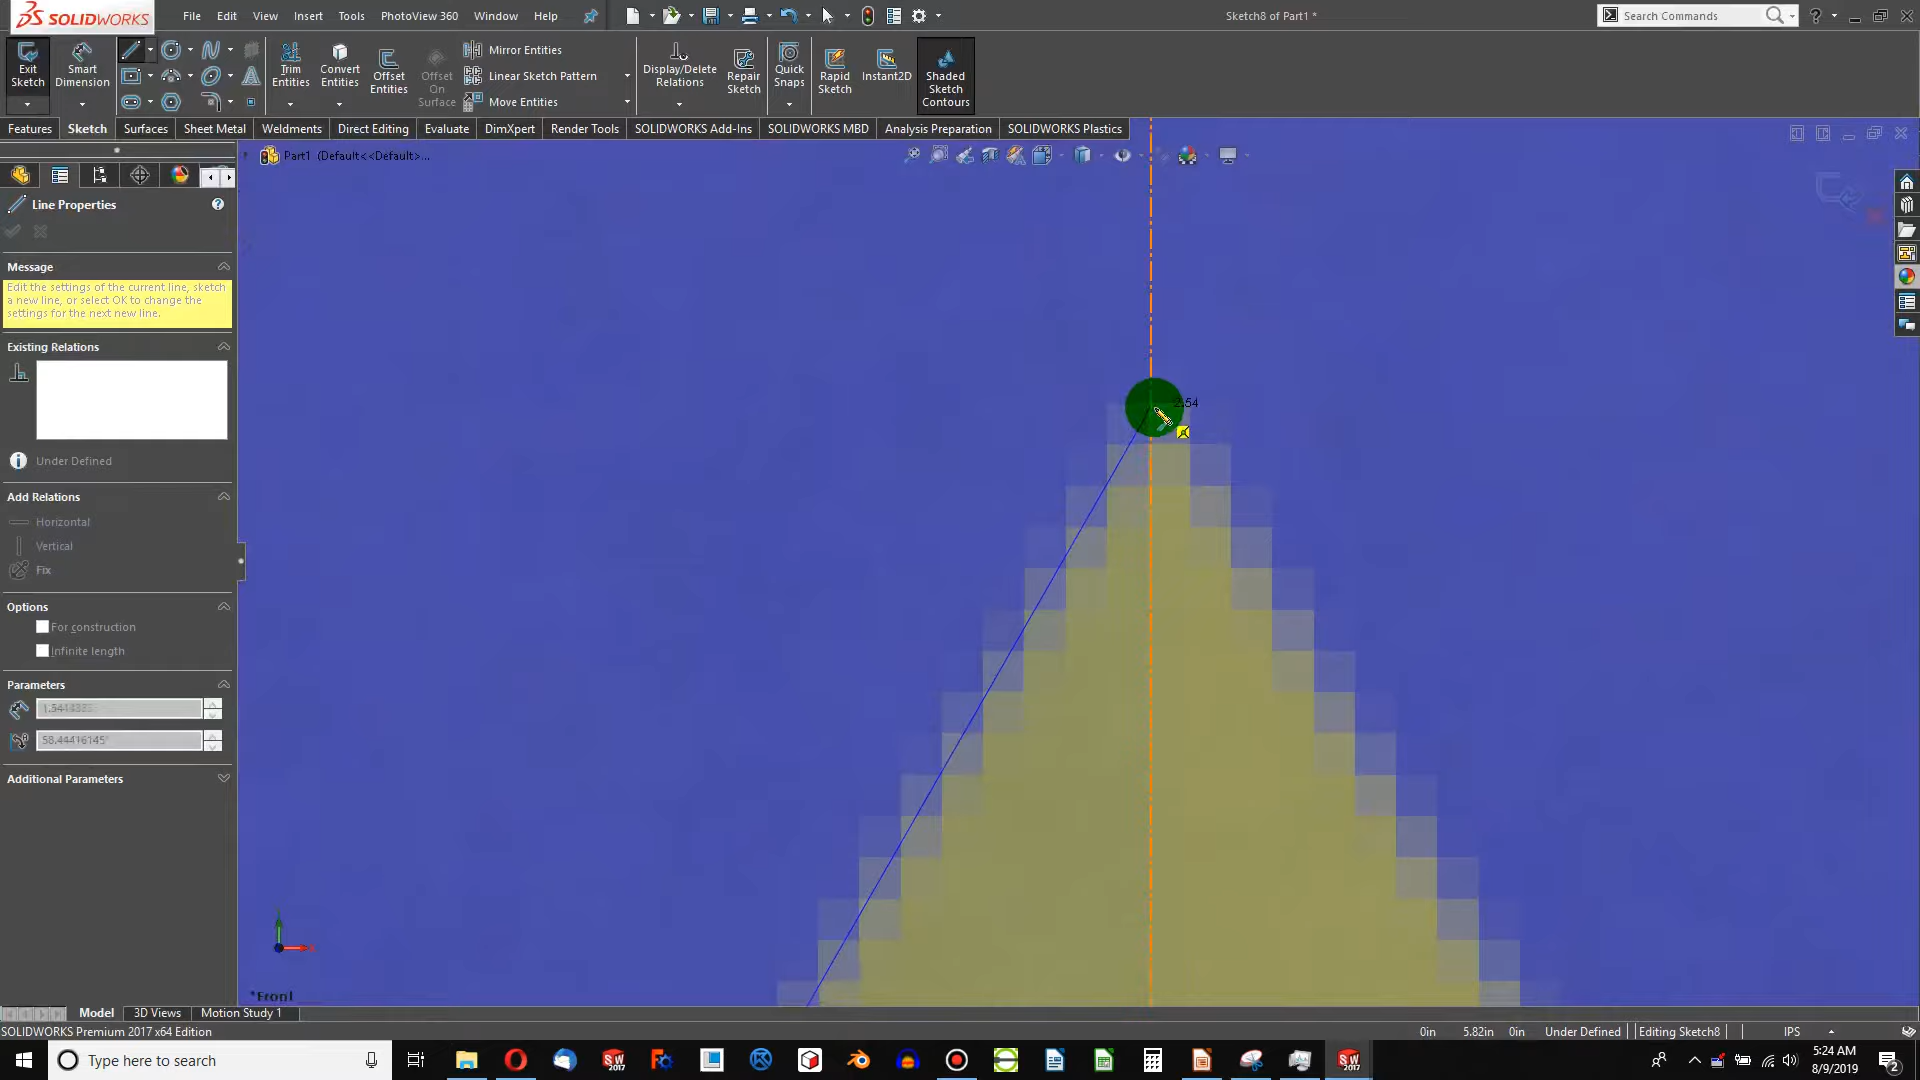 SOLIDWORKS
File Edit View Insert Tools PhotoView 360 Window Help
Sketch8 of Part1 *
Search Commands
Exit Sketch
Smart Dimension
Trim Entities
Convert Entities
Offset Entities
Offset On Surface
Mirror Entities
Linear Sketch Pattern
Move Entities
Display/Delete Relations
Repair Sketch
Quick Snaps
Rapid Sketch
Instant2D
Shaded Sketch Contours
Features Sketch Surfaces Sheet Metal Weldments Direct Editing Evaluate DimXpert Render Tools SOLIDWORKS Add-Ins SOLIDWORKS MBD Analysis Preparation SOLIDWORKS Plastics
Part1 (Default<<Default>...
Line Properties
Message
Edit the settings of the current line, sketch
a new line, or select OK to change the
settings for the next new line.
Existing Relations
Under Defined
Add Relations
Horizontal
Vertical
Fix
Options
For construction
Infinite length
Parameters
58.44416145°
Additional Parameters
*Front
Model 3D Views Motion Study 1
SOLIDWORKS Premium 2017 x64 Edition
0in 5.82in 0in Under Defined Editing Sketch8 IPS
Type here to search
5:24 AM
8/9/2019